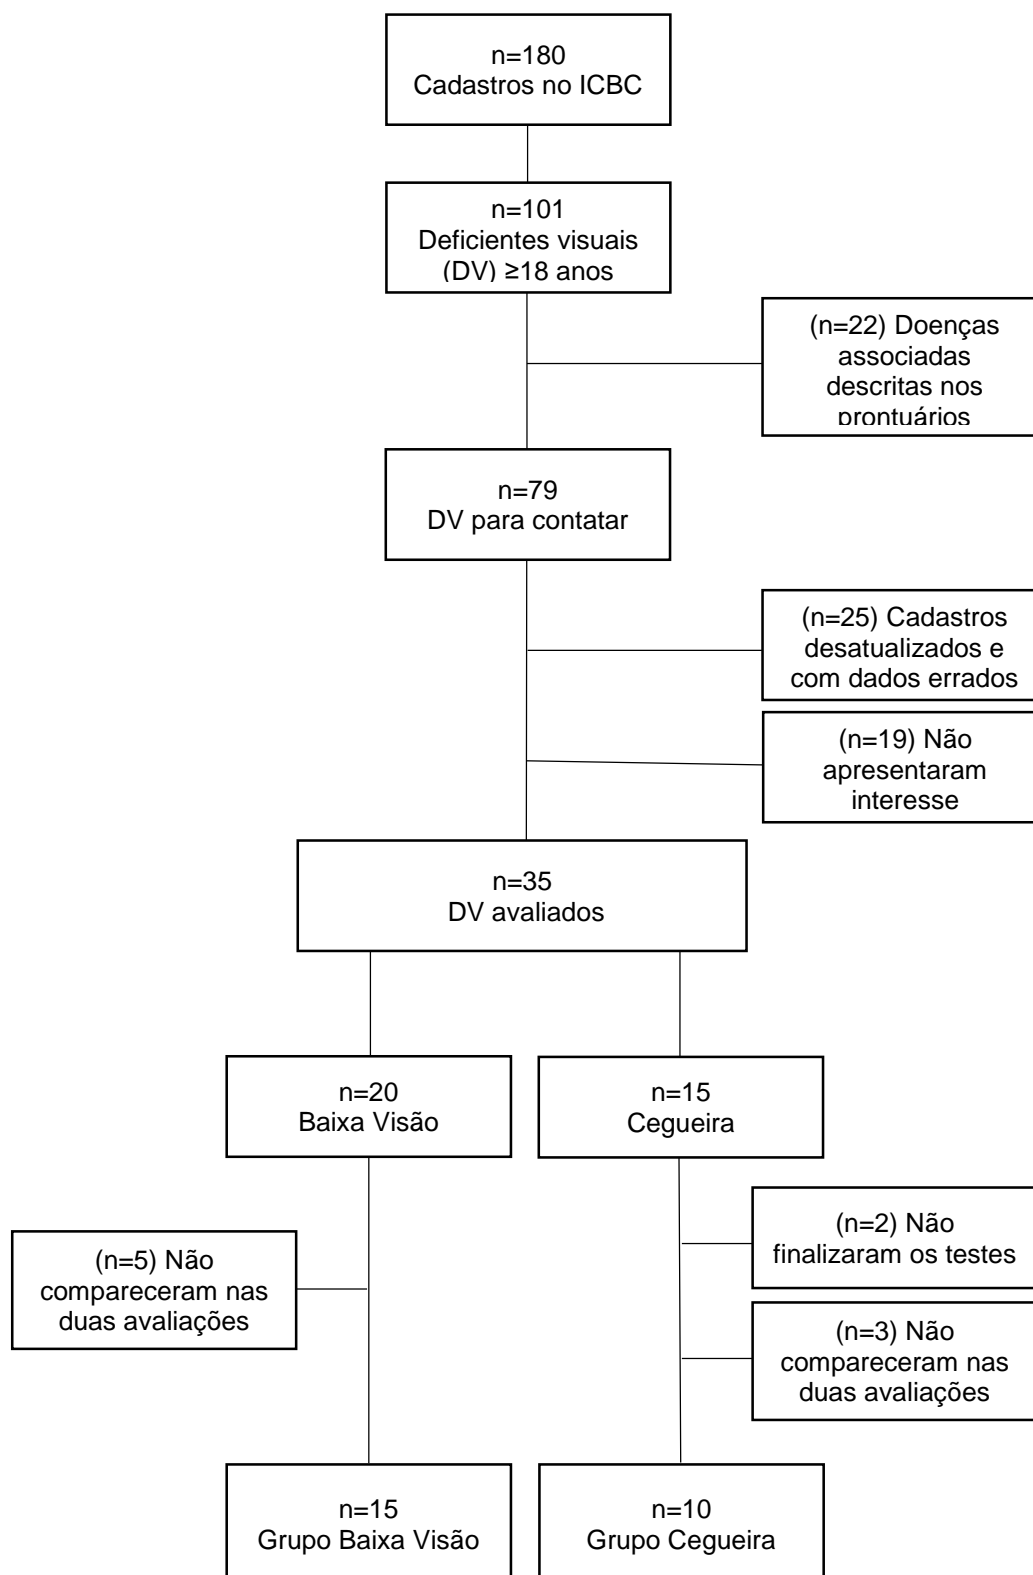 n=180
Cadastros no ICBC
n=101
Deficientes visuais
(DV) ≥18 anos
(n=22) Doenças
associadas
descritas nos
prontuários
n=79
DV para contatar
(n=25) Cadastros
desatualizados e
com dados errados
(n=19) Não
apresentaram
interesse
n=35
DV avaliados
n=20
Baixa Visão
n=15
Cegueira
(n=5) Não
compareceram nas
duas avaliações
(n=2) Não
finalizaram os testes
(n=3) Não
compareceram nas
duas avaliações
n=15
Grupo Baixa Visão
n=10
Grupo Cegueira